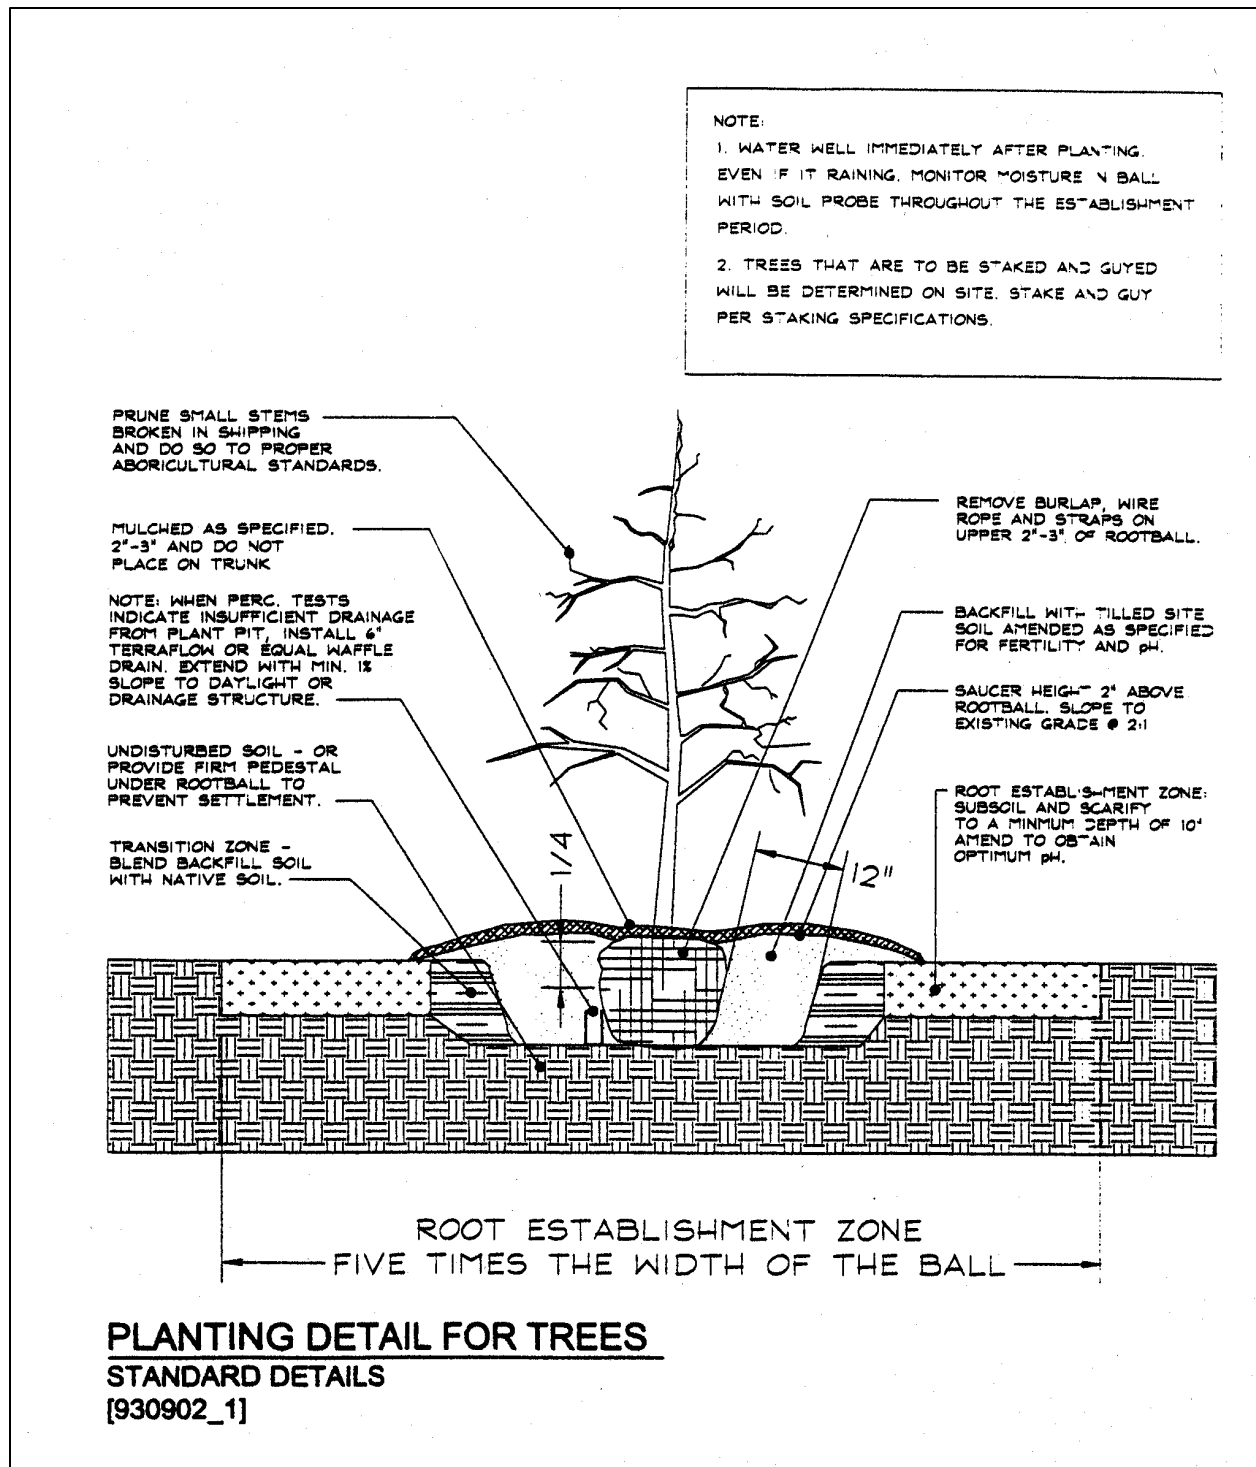 NOTE:
1. WATER WELL IMMEDIATELY AFTER PLANTING.
EVEN IF IT RAINING. MONITOR MOISTURE IN BALL
WITH SOIL PROBE THROUGHOUT THE ESTABLISHMENT
PERIOD.
2. TREES THAT ARE TO BE STAKED AND GUYED
WILL BE DETERMINED ON SITE. STAKE AND GUY
PER STAKING SPECIFICATIONS.
PRUNE SMALL STEMS
BROKEN IN SHIPPING
AND DO SO TO PROPER
ABORICULTURAL STANDARDS.
MULCHED AS SPECIFIED.
2"-3" AND DO NOT
PLACE ON TRUNK
NOTE: WHEN PERC. TESTS
INDICATE INSUFFICIENT DRAINAGE
FROM PLANT PIT, INSTALL 6"
TERRAFLOW OR EQUAL WAFFLE
DRAIN. EXTEND WITH MIN. 1%
SLOPE TO DAYLIGHT OR
DRAINAGE STRUCTURE.
UNDISTURBED SOIL - OR
PROVIDE FIRM PEDESTAL
UNDER ROOTBALL TO
PREVENT SETTLEMENT.
TRANSITION ZONE -
BLEND BACKFILL SOIL
WITH NATIVE SOIL.
REMOVE BURLAP, WIRE
ROPE AND STRAPS ON
UPPER 2"-3" OF ROOTBALL.
BACKFILL WITH TILLED SITE
SOIL AMENDED AS SPECIFIED
FOR FERTILITY AND pH.
SAUCER HEIGHT 2" ABOVE
ROOTBALL. SLOPE TO
EXISTING GRADE @ 2:1
ROOT ESTABLISHMENT ZONE:
SUBSOIL AND SCARIFY
TO A MINMUM DEPTH OF 10"
AMEND TO OBTAIN
OPTIMUM pH.
1/4
12"
ROOT ESTABLISHMENT ZONE
FIVE TIMES THE WIDTH OF THE BALL
PLANTING DETAIL FOR TREES
STANDARD DETAILS
[930902_1]